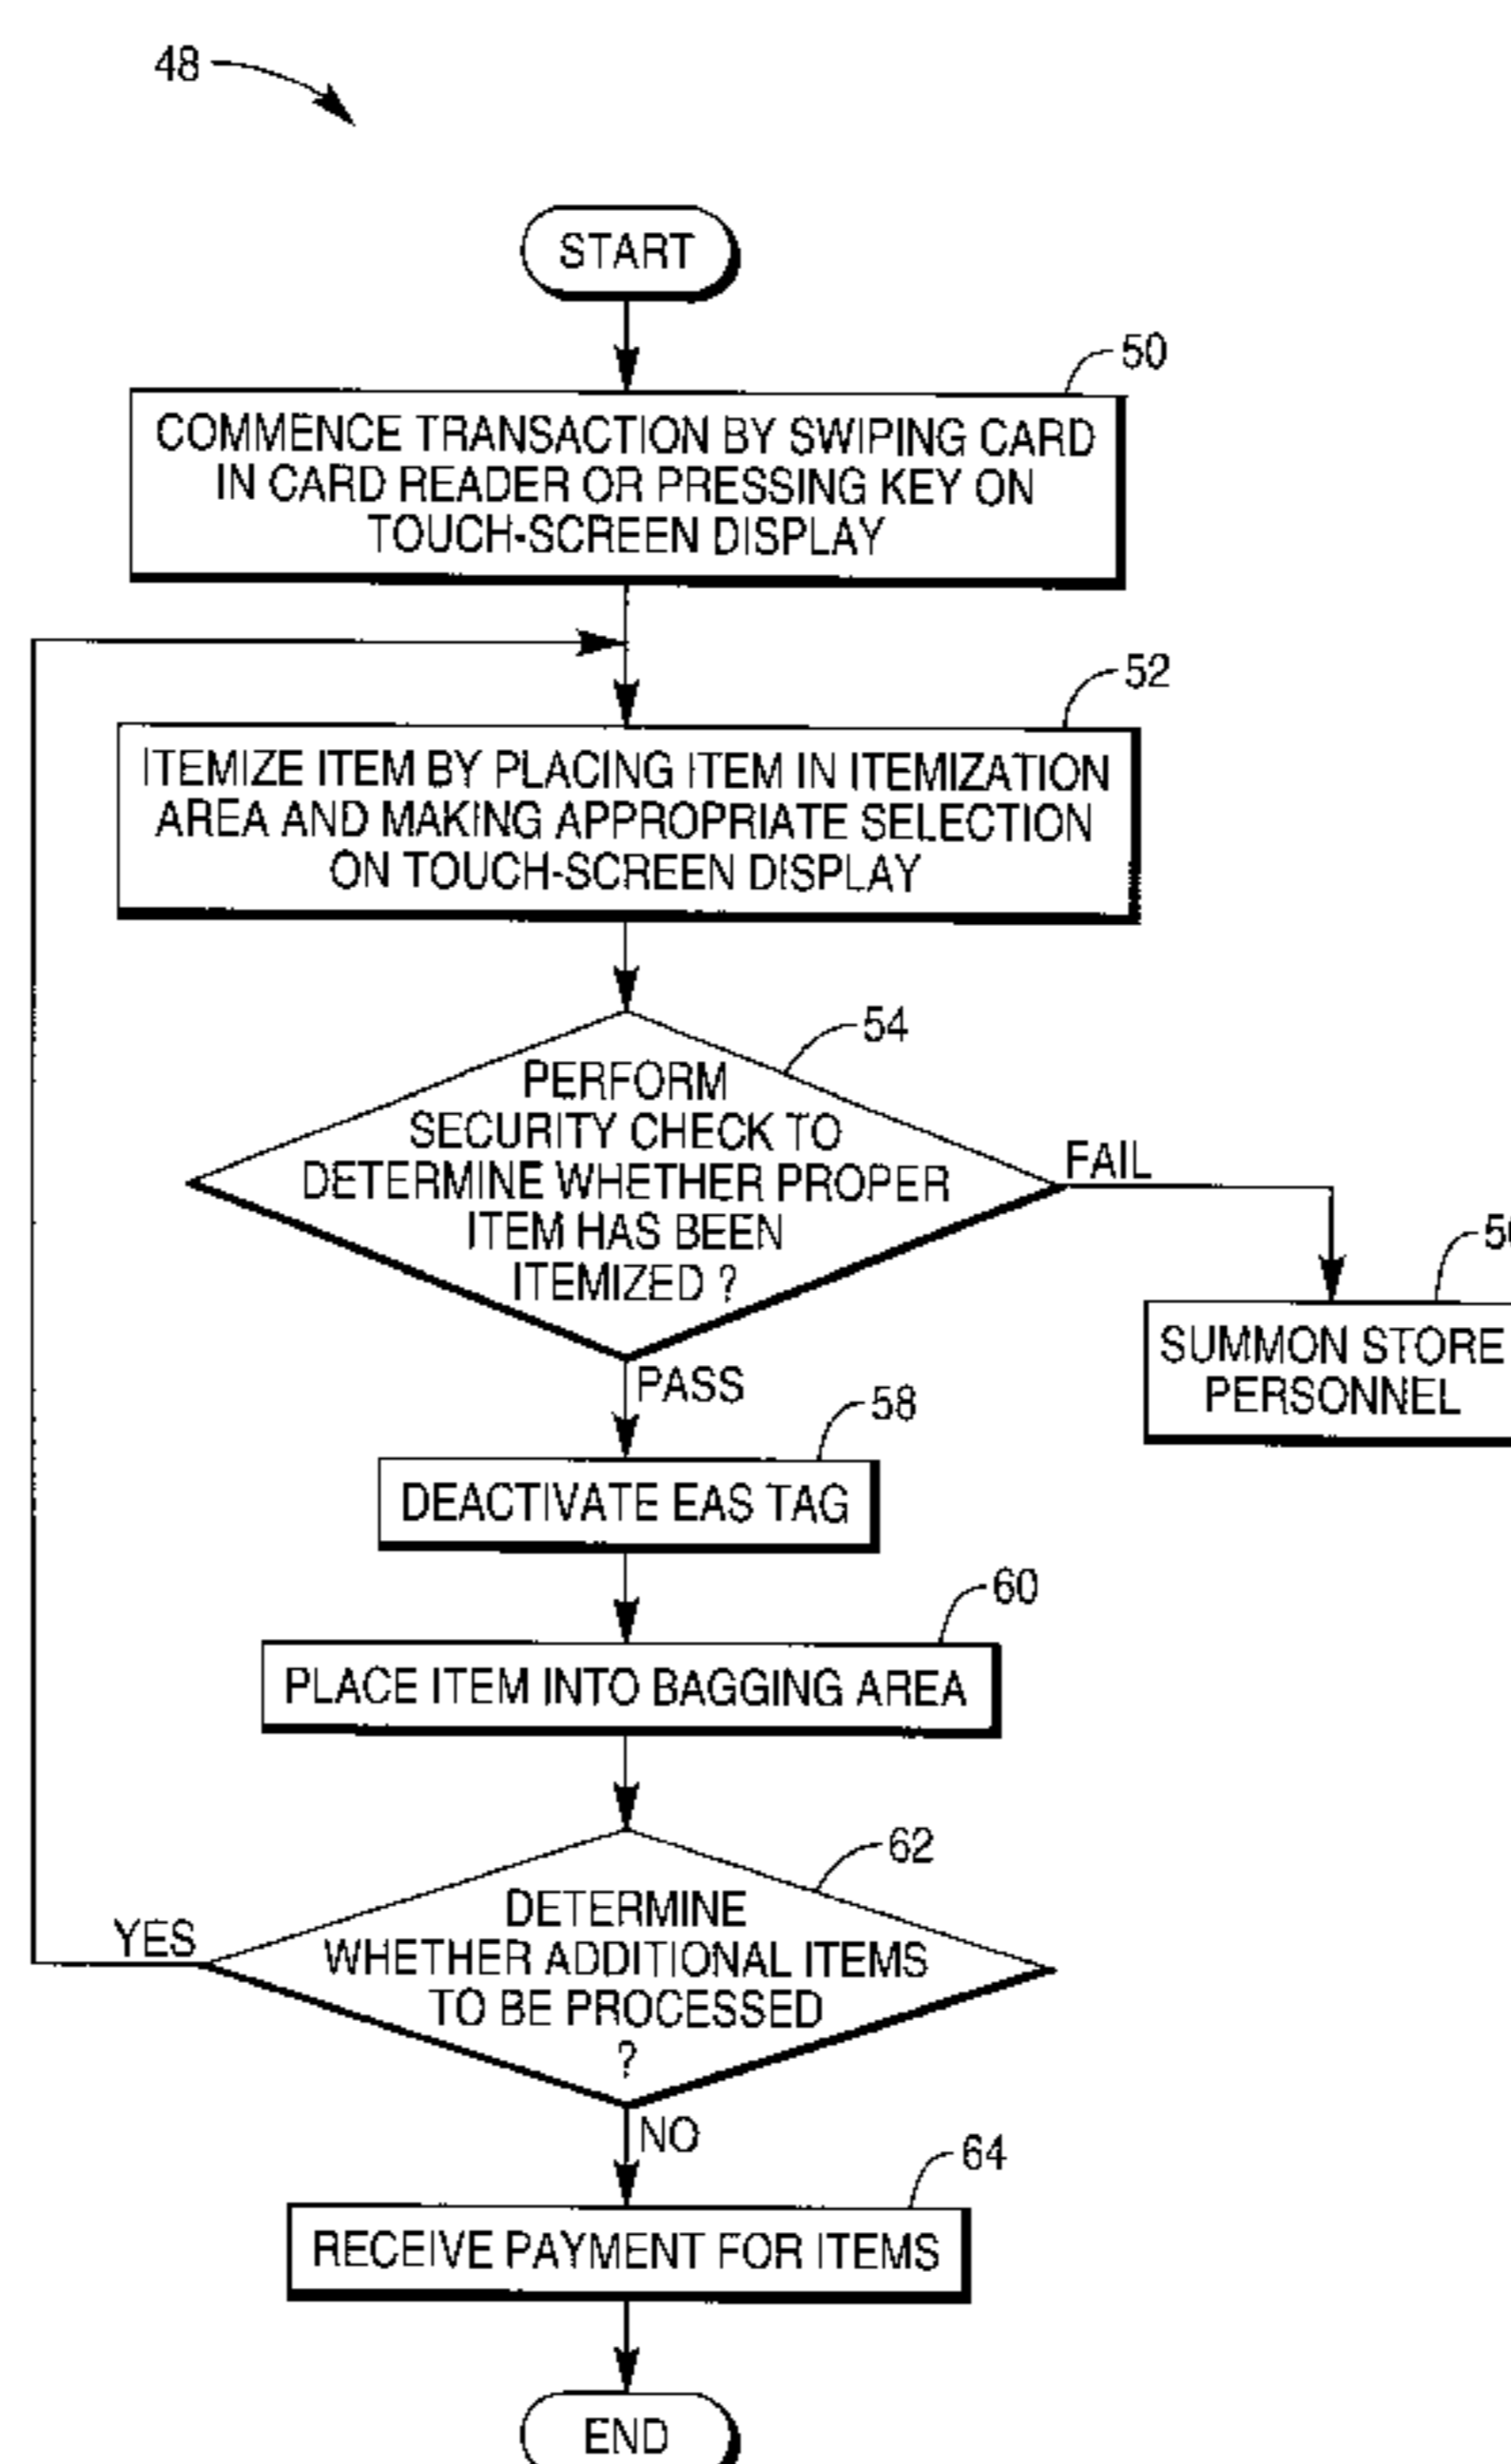 48
START
50
COMMENCE TRANSACTION BY SWIPING CARD
IN CARD READER OR PRESSING KEY ON
TOUCH-SCREEN DISPLAY
52
ITEMIZE ITEM BY PLACING ITEM IN ITEMIZATION
AREA AND MAKING APPROPRIATE SELECTION
ON TOUCH-SCREEN DISPLAY
54
PERFORM
SECURITY CHECK TO
DETERMINE WHETHER PROPER
ITEM HAS BEEN
ITEMIZED ?
FAIL
SUMMON STORE
PERSONNEL
PASS
58
DEACTIVATE EAS TAG
60
PLACE ITEM INTO BAGGING AREA
62
DETERMINE
WHETHER ADDITIONAL ITEMS
TO BE PROCESSED
?
YES
NO
64
RECEIVE PAYMENT FOR ITEMS
END